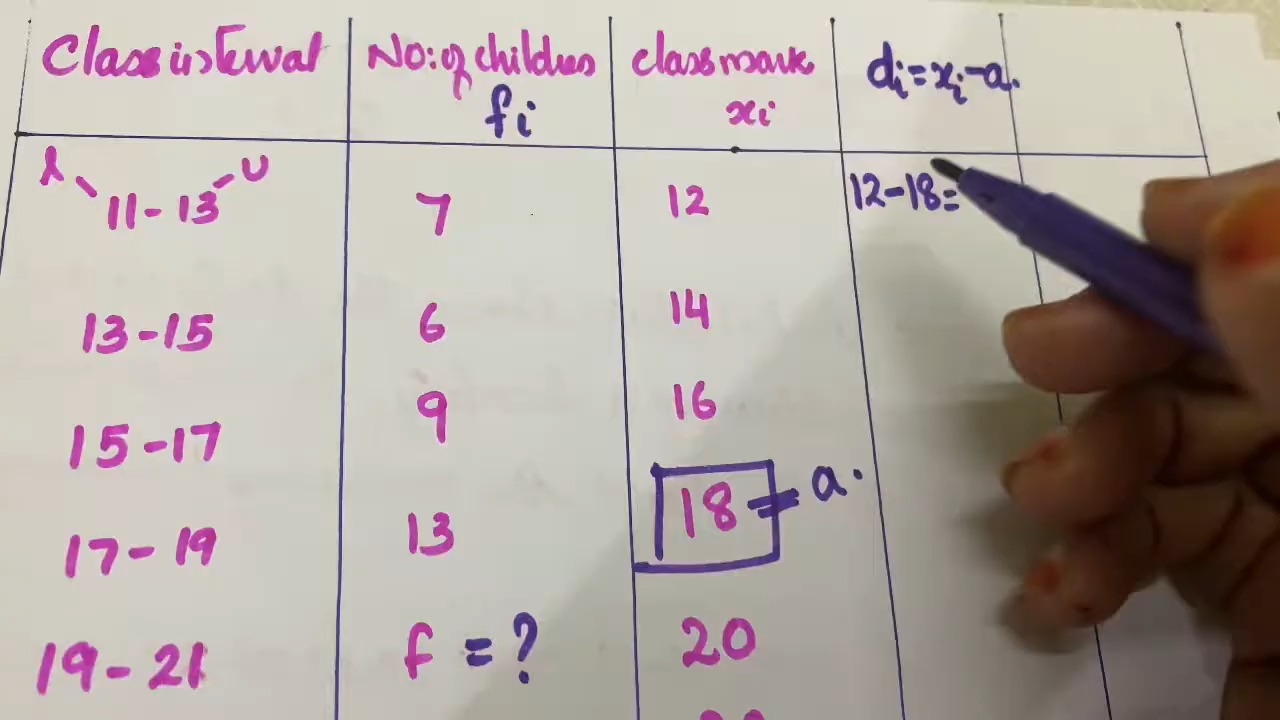 Class interval No: of children class mark di = xi - a.
fi xi
l U
11 - 13 7 12 12 - 18 =
13 - 15 6 14
15 - 17 9 16
17 - 19 13 18 = a.
19 - 21 f = ? 20